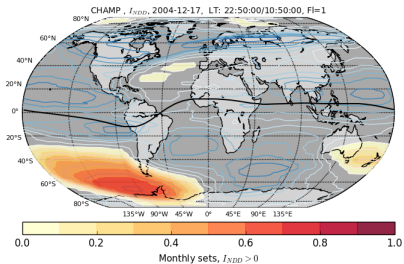 CHAMP , I_NDD, 2004-12-17, LT: 22:50:00/10:50:00, Fl=1
80°N
60°N
40°N
20°N
0°
20°S
40°S
60°S
80°S
135°W 90°W 45°W 0° 45°E 90°E 135°E
0.0 0.2 0.4 0.6 0.8 1.0
Monthly sets, I_NDD > 0